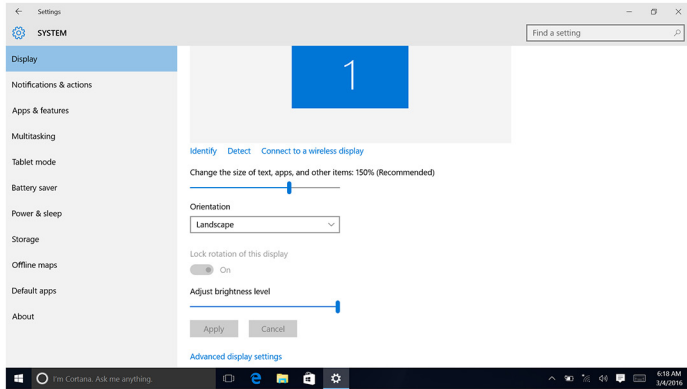 Settings
SYSTEM
Find a setting
Display
Notifications & actions
Apps & features
Multitasking
Tablet mode
Battery saver
Power & sleep
Storage
Offline maps
Default apps
About
1
Identify Detect Connect to a wireless display
Change the size of text, apps, and other items: 150% (Recommended)
Orientation
Landscape
Lock rotation of this display
On
Adjust brightness level
Apply Cancel
Advanced display settings
I'm Cortana. Ask me anything.
6:18 AM
3/4/2016